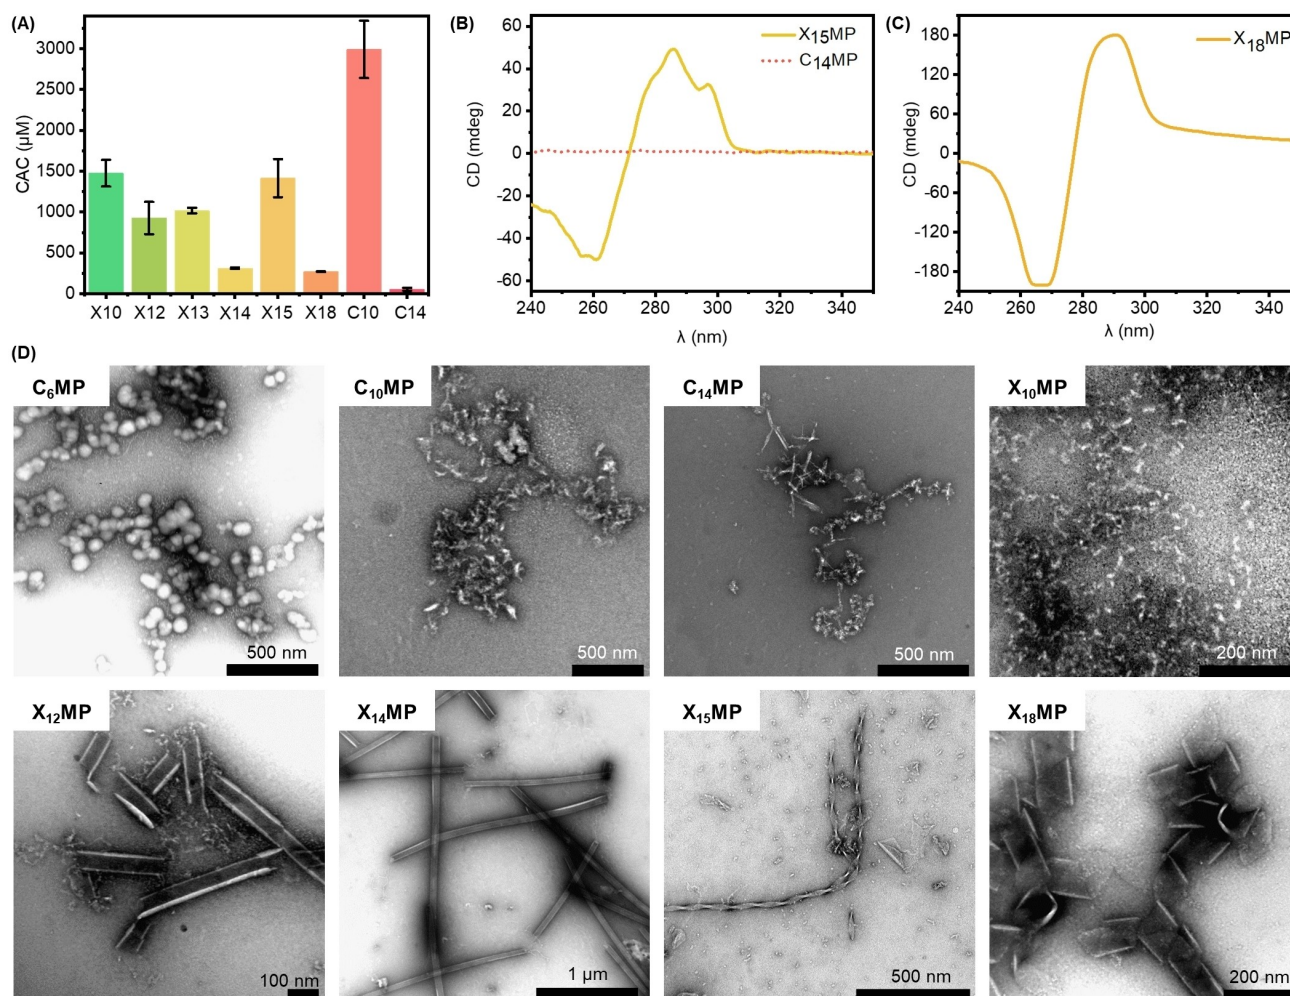 (A)
CAC (µM)
3000
2500
2000
1500
1000
500
0
X10 X12 X13 X14 X15 X18 C10 C14
(B)
CD (mdeg)
60
40
20
0
-20
-40
-60
X15MP
C14MP
240 260 280 300 320 340
λ (nm)
(C)
CD (mdeg)
180
120
60
0
-60
-120
-180
X18MP
240 260 280 300 320 340
λ (nm)
(D)
C6MP
500 nm
C10MP
500 nm
C14MP
500 nm
X10MP
200 nm
X12MP
100 nm
X14MP
1 µm
X15MP
500 nm
X18MP
200 nm